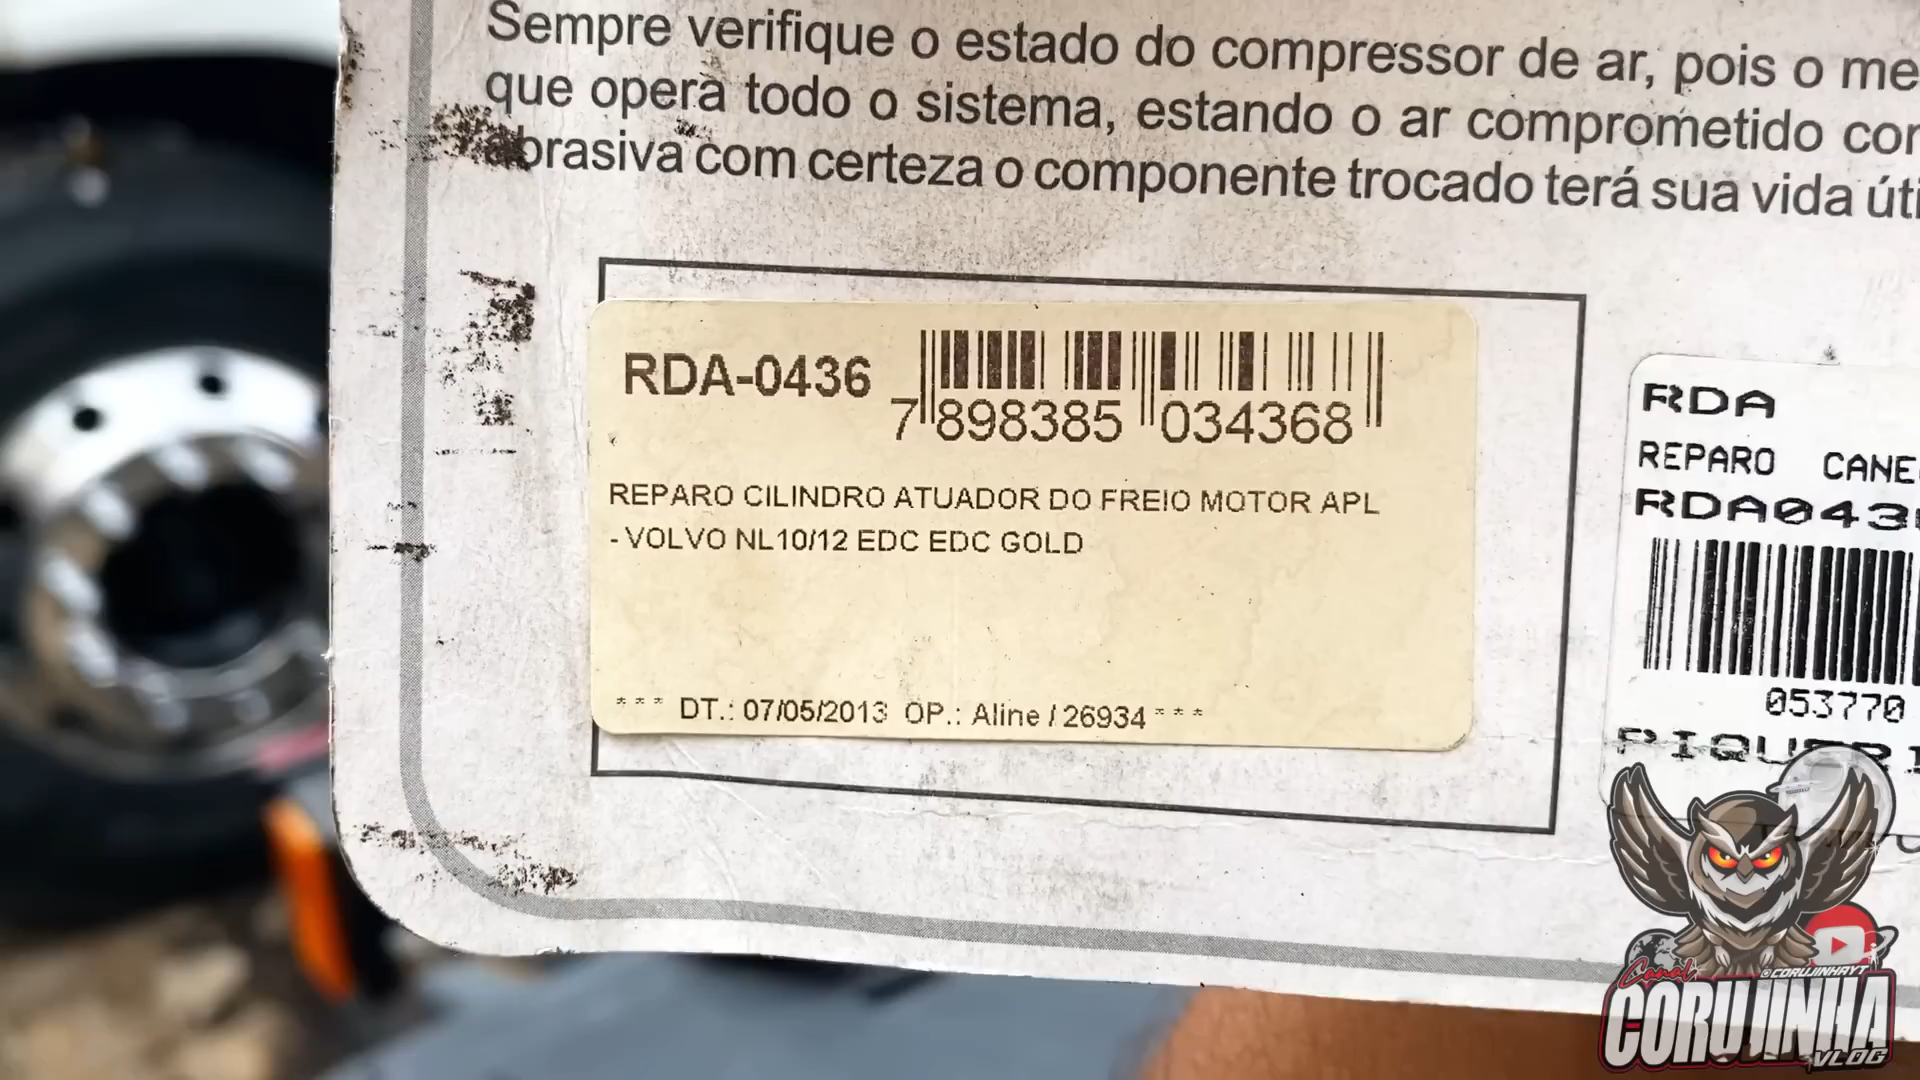 Sempre verifique o estado do compressor de ar, pois o me
que opera todo o sistema, estando o ar comprometido cor
abrasiva com certeza o componente trocado terá sua vida úti
RDA-0436
7 898385 034368
REPARO CILINDRO ATUADOR DO FREIO MOTOR APL
- VOLVO NL10/12 EDC EDC GOLD
*** DT.: 07/05/2013 OP.: Aline / 26934 ***
RDA
REPARO CANE
RDA043
053770
Canal
@CORUJINHAYT
CORUJINHA
VLOG